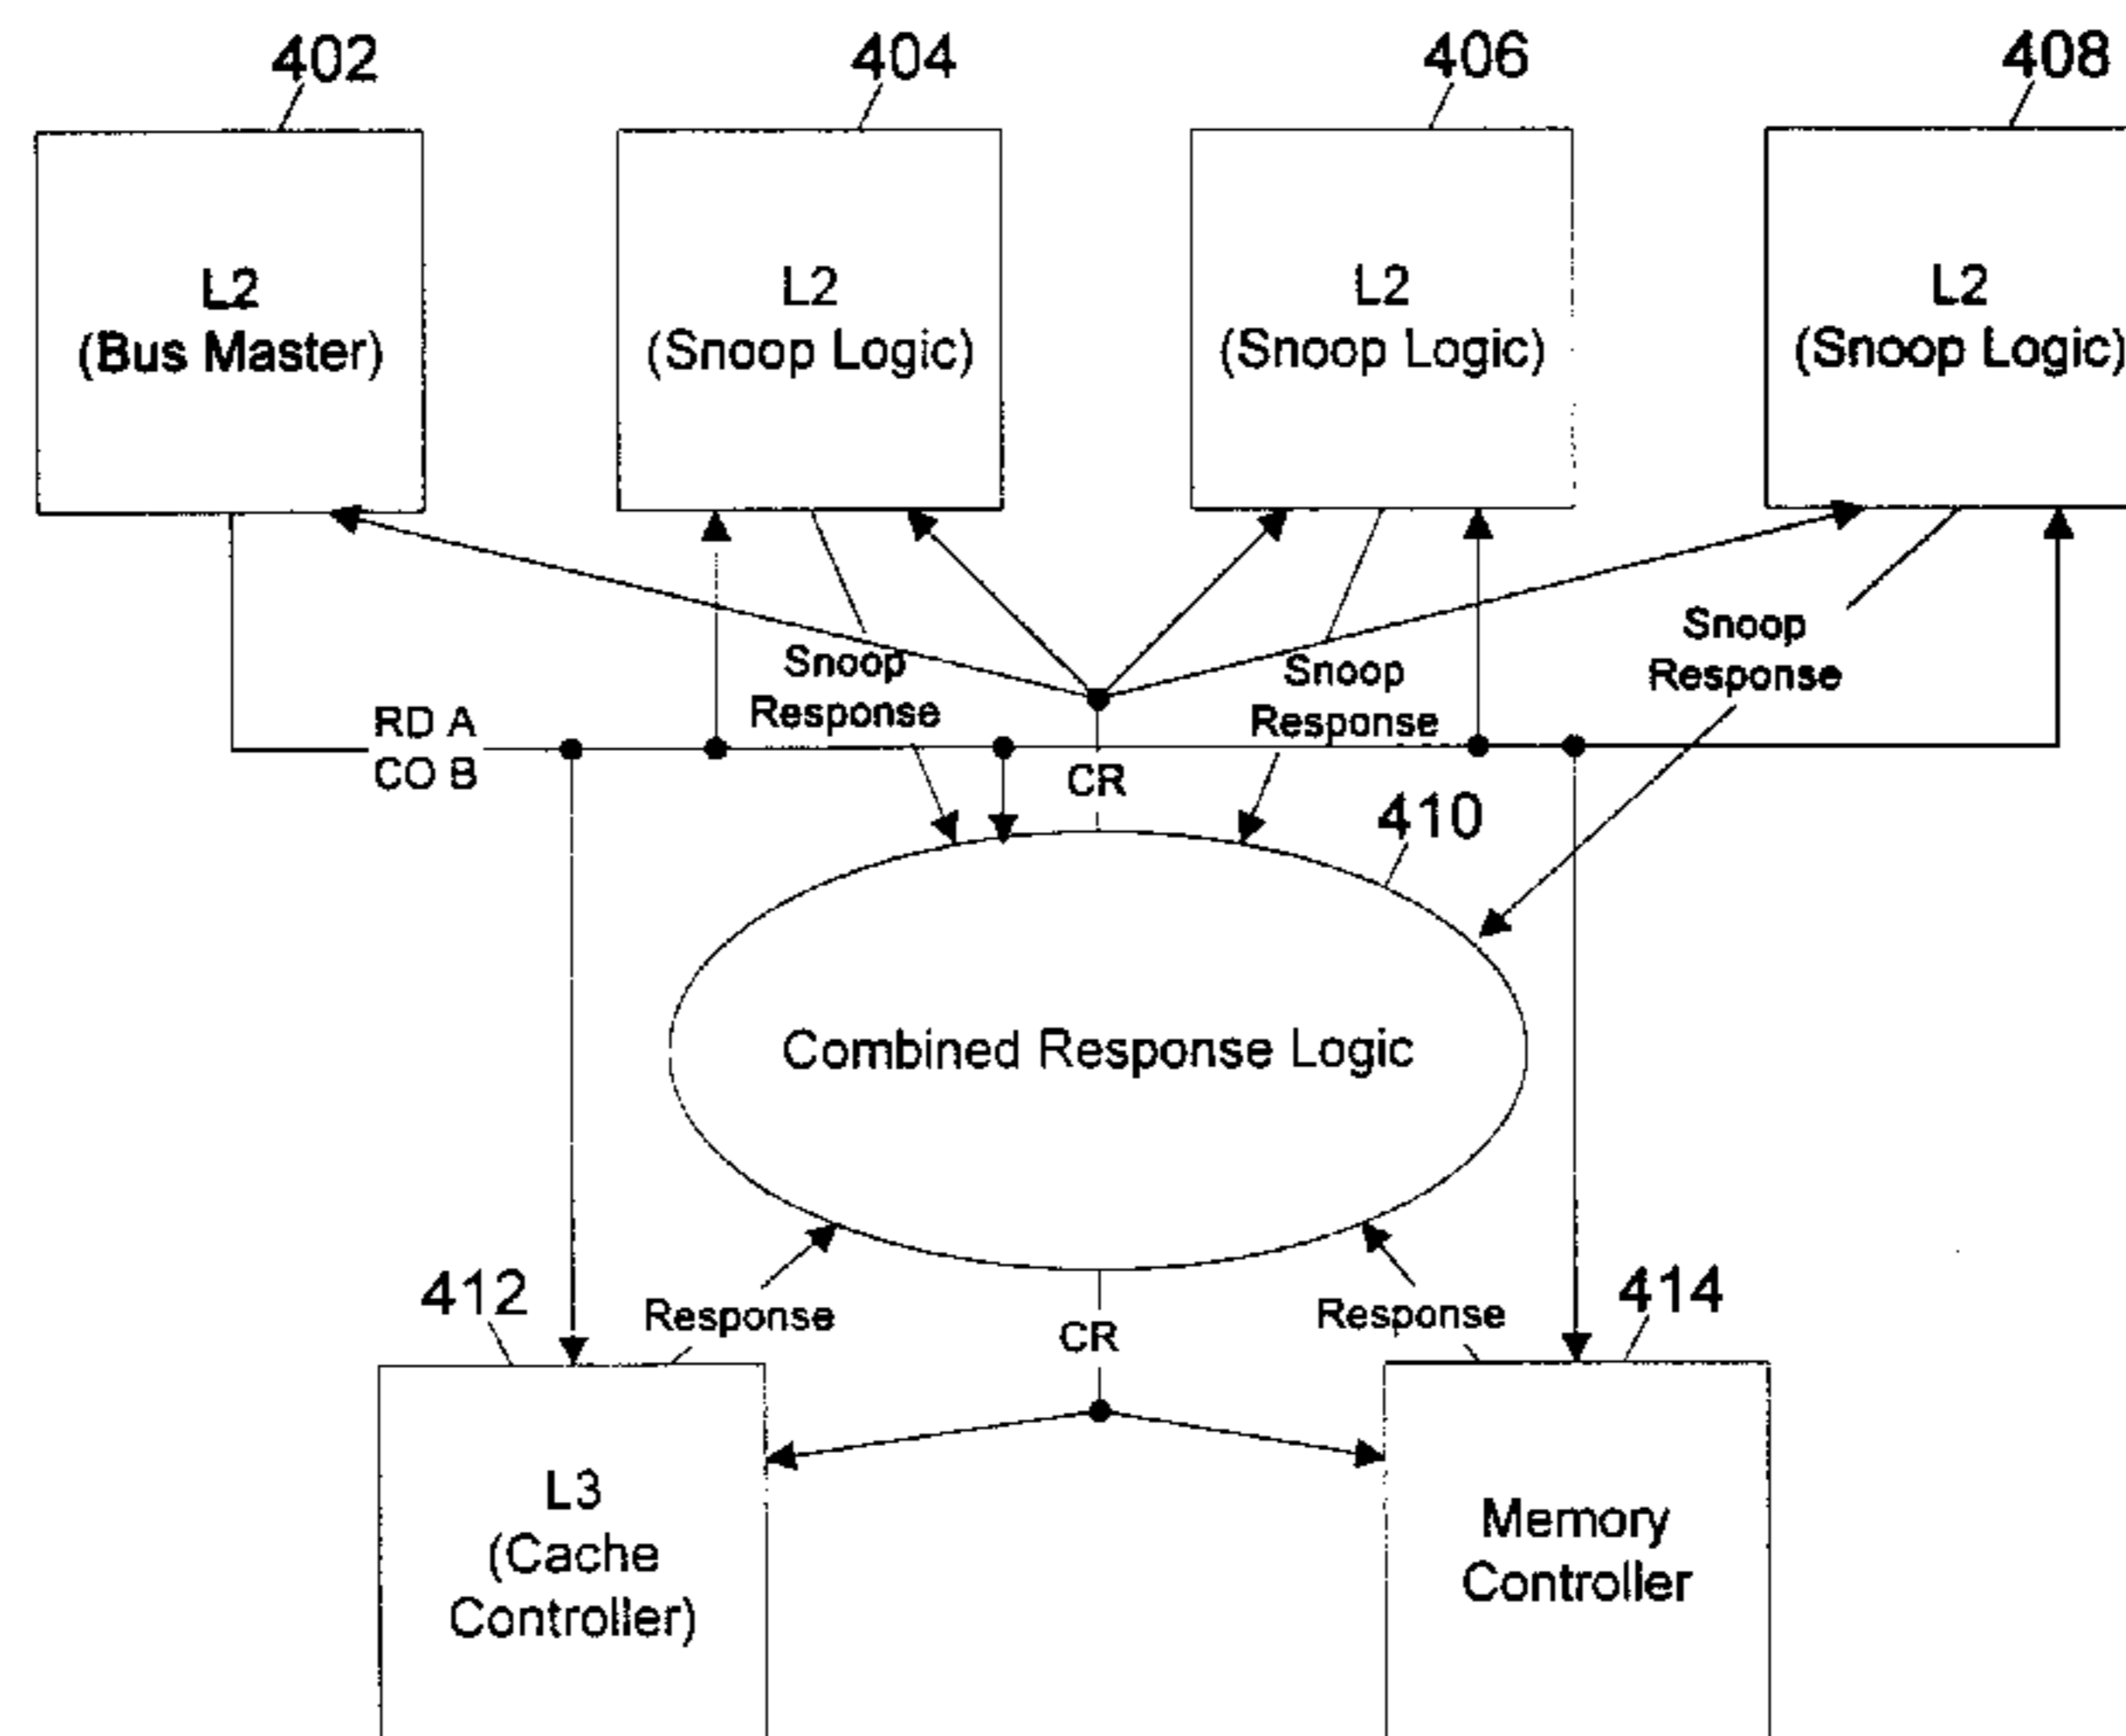 402
404
406
408
L2
(Bus Master)
L2
(Snoop Logic)
L2
(Snoop Logic)
L2
(Snoop Logic)
Snoop
Response
Snoop
Response
Snoop
Response
RD A
CO B
CR
410
Combined Response Logic
412
Response
CR
Response
414
L3
(Cache
Controller)
Memory
Controller